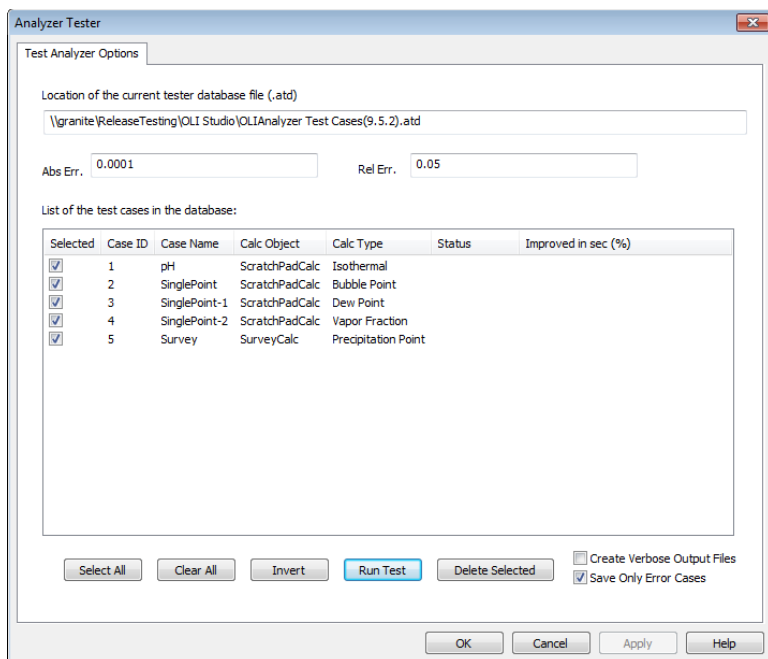 Analyzer Tester
Test Analyzer Options
Location of the current tester database file (.atd)
\\granite\ReleaseTesting\OLI Studio\OLIAnalyzer Test Cases(9.5.2).atd
Abs Err. 0.0001 Rel Err. 0.05
List of the test cases in the database:
Selected Case ID Case Name Calc Object Calc Type Status Improved in sec (%)
1 pH ScratchPadCalc Isothermal
2 SinglePoint ScratchPadCalc Bubble Point
3 SinglePoint-1 ScratchPadCalc Dew Point
4 SinglePoint-2 ScratchPadCalc Vapor Fraction
5 Survey SurveyCalc Precipitation Point
Select All Clear All Invert Run Test Delete Selected Create Verbose Output Files
Save Only Error Cases
OK Cancel Apply Help